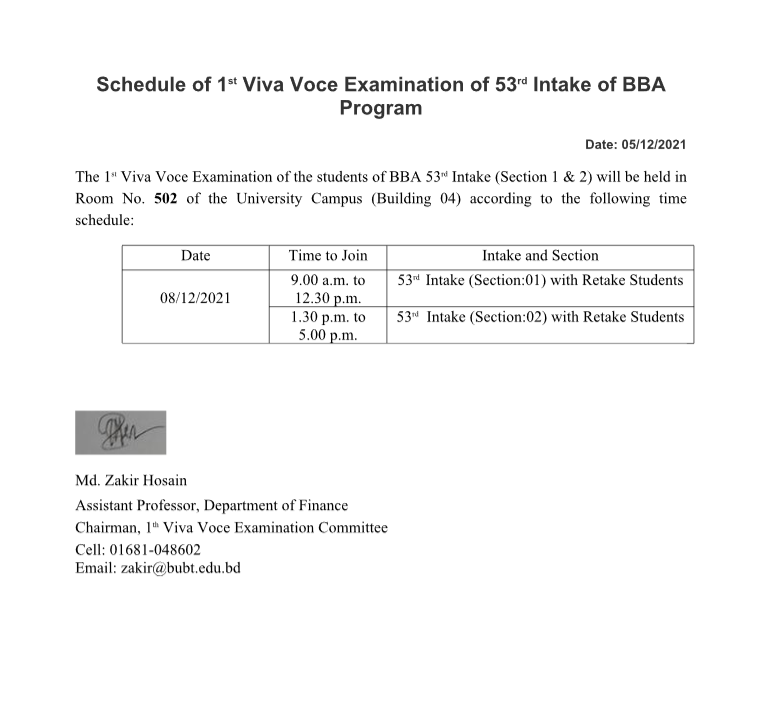 Schedule of 1st Viva Voce Examination of 53rd Intake of BBA
Program
Date: 05/12/2021
The 1st Viva Voce Examination of the students of BBA 53rd Intake (Section 1 & 2) will be held in
Room No. 502 of the University Campus (Building 04) according to the following time
schedule:
Date Time to Join Intake and Section
08/12/2021
9.00 a.m. to
12.30 p.m.
53rd Intake (Section:01) with Retake Students
1.30 p.m. to
5.00 p.m.
53rd Intake (Section:02) with Retake Students
Md. Zakir Hosain
Assistant Professor, Department of Finance
Chairman, 1th Viva Voce Examination Committee
Cell: 01681-048602
Email: zakir@bubt.edu.bd